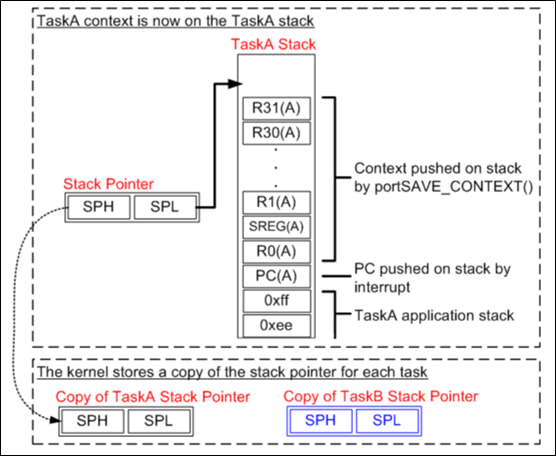 TaskA context is now on the TaskA stack
TaskA Stack
R31(A)
R30(A)
.
.
.
R1(A)
SREG(A)
R0(A)
PC(A)
0xff
0xee
Stack Pointer
SPH SPL
Context pushed on stack
by portSAVE_CONTEXT()
PC pushed on stack by
interrupt
TaskA application stack
The kernel stores a copy of the stack pointer for each task
Copy of TaskA Stack Pointer
SPH SPL
Copy of TaskB Stack Pointer
SPH SPL